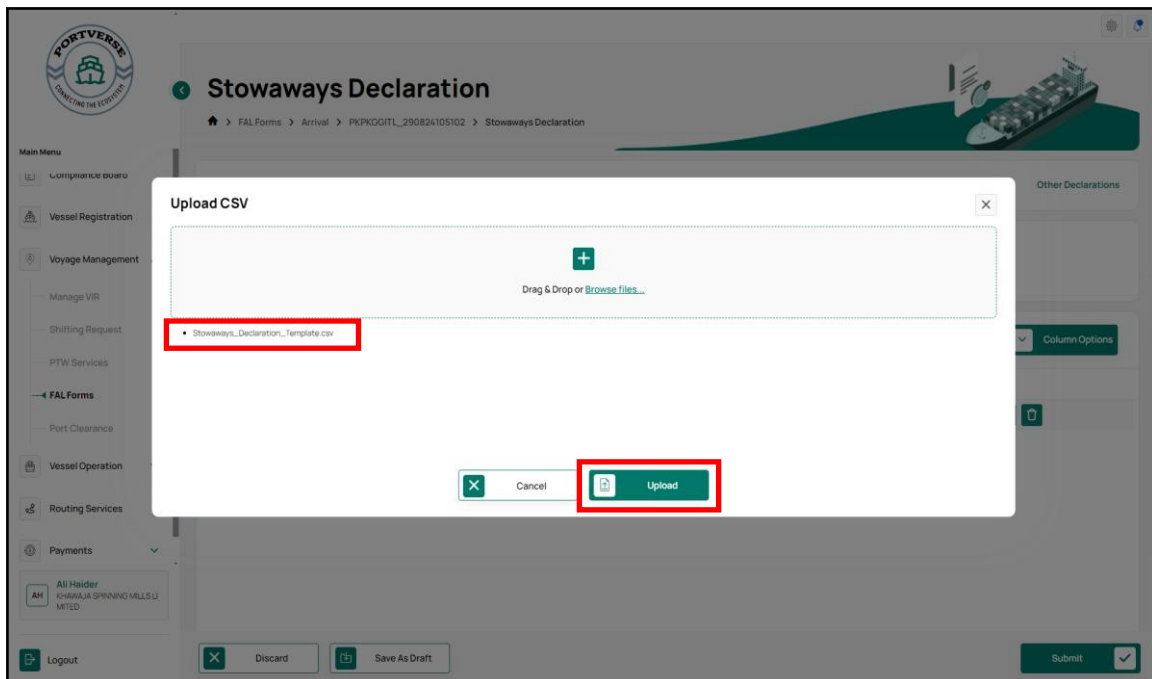 PORTVERSE
CONNECTING THE ECOSYSTEM
Stowaways Declaration
FAL Forms > Arrival > PKPKGGITL_290824105102 > Stowaways Declaration
Main Menu
Compliance Board
Vessel Registration
Voyage Management
Manage VIR
Shifting Request
PTW Services
FAL Forms
Port Clearance
Vessel Operation
Routing Services
Payments
AH
Ali Haider
KHAWAJA SPINNING MILLS LI
MITED
Logout
Other Declarations
Upload CSV
Drag & Drop or Browse files...
Stowaways_Declaration_Template.csv
Column Options
Cancel
Upload
Discard
Save As Draft
Submit